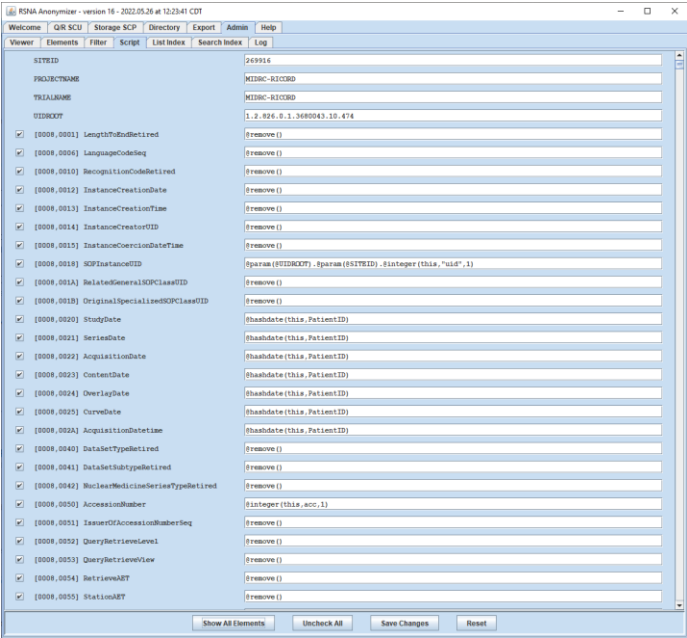 RSNA Anonymizer - version 16 - 2022.05.26 at 12:23:41 CDT
Welcome Q/R SCU Storage SCP Directory Export Admin Help
Viewer Elements Filter Script List Index Search Index Log
SITEID 269916
PROJECTNAME MIDRC-RICORD
TRIALNAME MIDRC-RICORD
UIDROOT 1.2.826.0.1.3680043.10.474
[0008,0001] LengthToEndRetired @remove()
[0008,0006] LanguageCodeSeq @remove()
[0008,0010] RecognitionCodeRetired @remove()
[0008,0012] InstanceCreationDate @remove()
[0008,0013] InstanceCreationTime @remove()
[0008,0014] InstanceCreatorUID @remove()
[0008,0015] InstanceCoercionDateTime @remove()
[0008,0018] SOPInstanceUID @param(@UIDROOT).@param(@SITEID).@integer(this,"uid",1)
[0008,001A] RelatedGeneralSOPClassUID @remove()
[0008,001B] OriginalSpecializedSOPClassUID @remove()
[0008,0020] StudyDate @hashdate(this,PatientID)
[0008,0021] SeriesDate @hashdate(this,PatientID)
[0008,0022] AcquisitionDate @hashdate(this,PatientID)
[0008,0023] ContentDate @hashdate(this,PatientID)
[0008,0024] OverlayDate @hashdate(this,PatientID)
[0008,0025] CurveDate @hashdate(this,PatientID)
[0008,002A] AcquisitionDatetime @hashdate(this,PatientID)
[0008,0040] DataSetTypeRetired @remove()
[0008,0041] DataSetSubtypeRetired @remove()
[0008,0042] NuclearMedicineSeriesTypeRetired @remove()
[0008,0050] AccessionNumber @integer(this,acc,1)
[0008,0051] IssuerOfAccessionNumberSeq @remove()
[0008,0052] QueryRetrieveLevel @remove()
[0008,0053] QueryRetrieveView @remove()
[0008,0054] RetrieveAET @remove()
[0008,0055] StationAET @remove()
Show All Elements Uncheck All Save Changes Reset